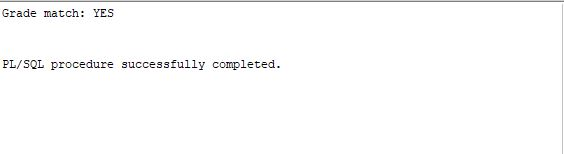 Grade match: YES
PL/SQL procedure successfully completed.